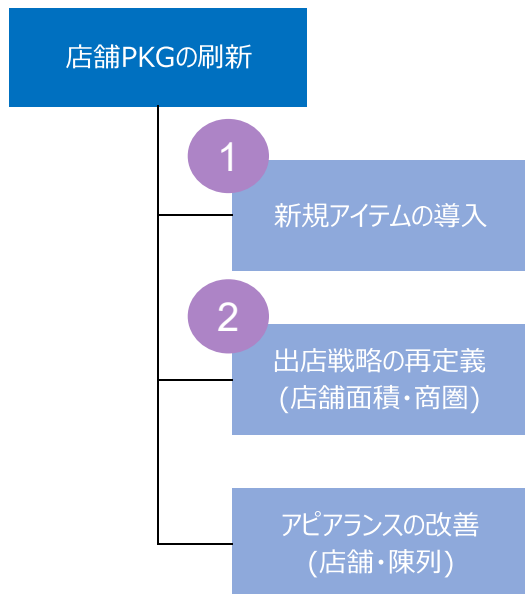 店舗PKGの刷新
1
新規アイテムの導入
2
出店戦略の再定義
(店舗面積・商圏)
アピアランスの改善
(店舗・陳列)